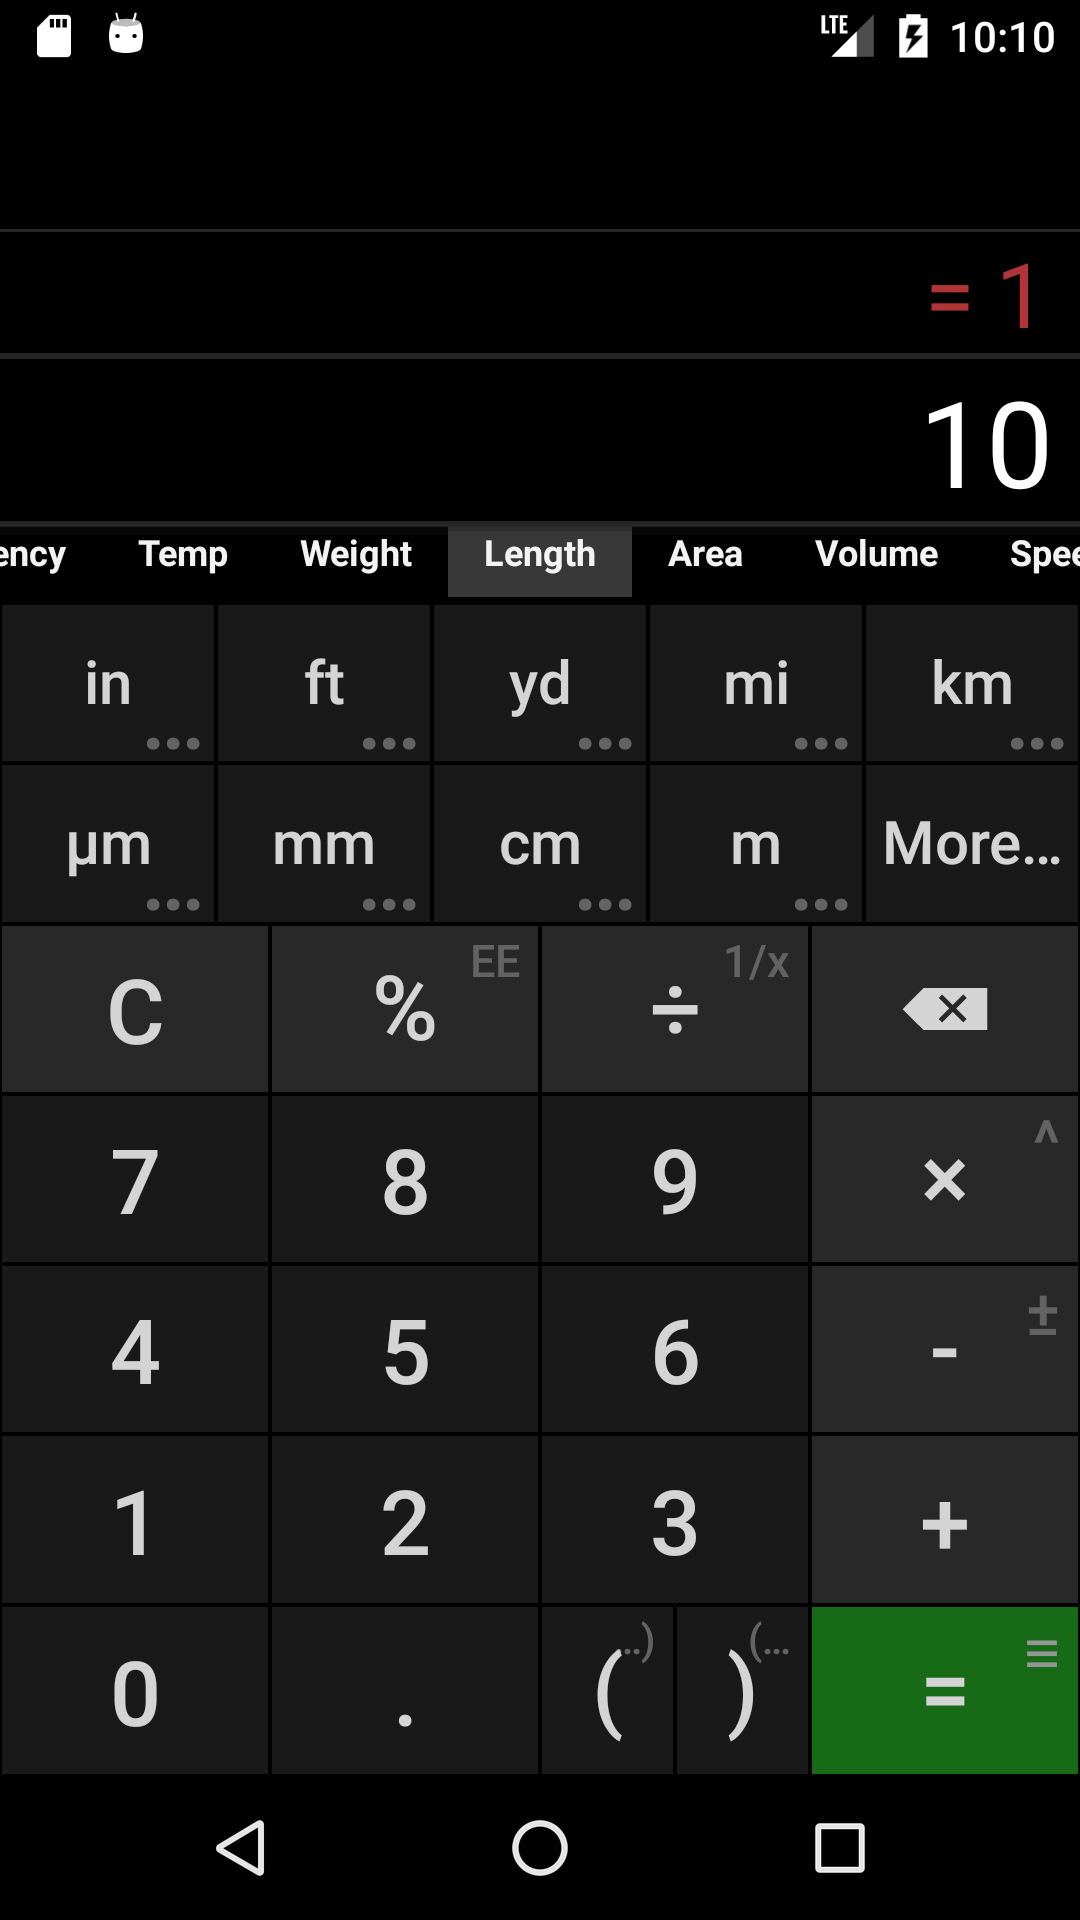 LTE 10:10
= 1
10
ency Temp Weight Length Area Volume Spee
in ft yd mi km
µm mm cm m More...
C % EE ÷ 1/x
7 8 9 × ^
4 5 6 - ±
1 2 3 +
0 . ( ..) ) (... =